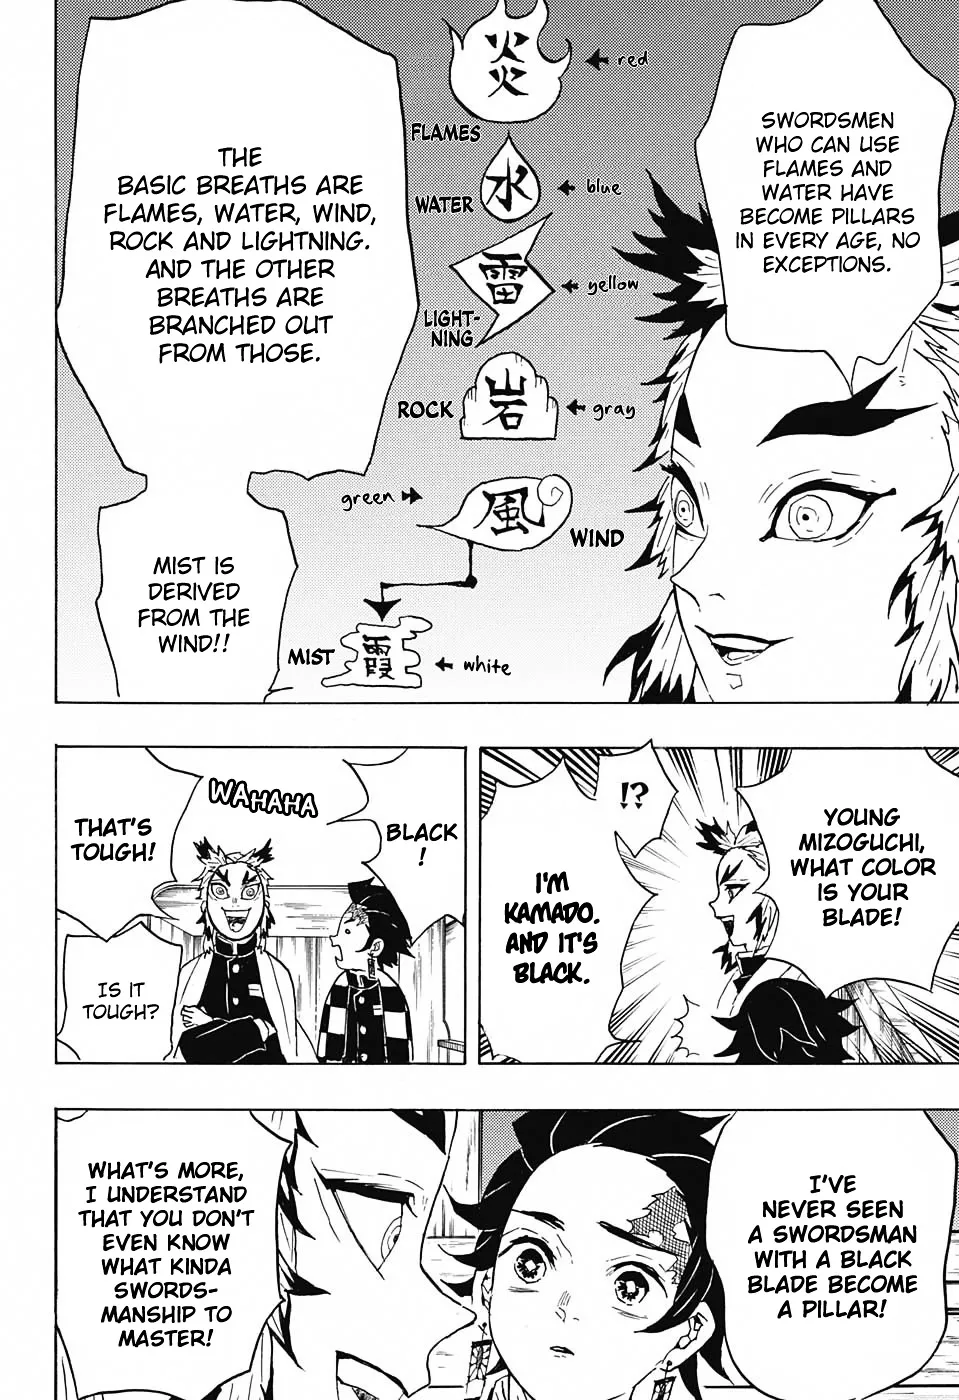 SWORDSMEN
WHO CAN USE
FLAMES AND
WATER HAVE
BECOME PILLARS
IN EVERY AGE, NO
EXCEPTIONS.
炎
red
FLAMES
水
blue
WATER
雷
yellow
LIGHT-
NING
岩
gray
ROCK
green
風
WIND
霞
MIST
white
THE
BASIC BREATHS ARE
FLAMES, WATER, WIND,
ROCK AND LIGHTNING.
AND THE OTHER
BREATHS ARE
BRANCHED OUT
FROM THOSE.
MIST IS
DERIVED
FROM THE
WIND!!
YOUNG
MIZOGUCHI,
WHAT COLOR
IS YOUR
BLADE!
!?
I'M
KAMADO.
AND IT'S
BLACK.
BLACK
!
WAHAHA
THAT'S
TOUGH!
IS IT
TOUGH?
I'VE
NEVER SEEN
A SWORDSMAN
WITH A BLACK
BLADE BECOME
A PILLAR!
WHAT'S MORE,
I UNDERSTAND
THAT YOU DON'T
EVEN KNOW
WHAT KINDA
SWORDS-
MANSHIP TO
MASTER!